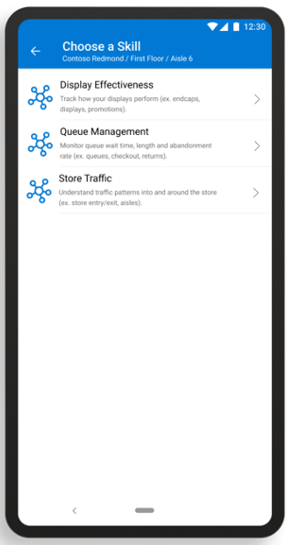 12:30
Choose a Skill
Contoso Redmond / First Floor / Aisle 6
Display Effectiveness
Track how your displays perform (ex. endcaps,
displays, promotions).
Queue Management
Monitor queue wait time, length and abandonment
rate (ex. queues, checkout, returns).
Store Traffic
Understand traffic patterns into and around the store
(ex. store entry/exit, aisles).